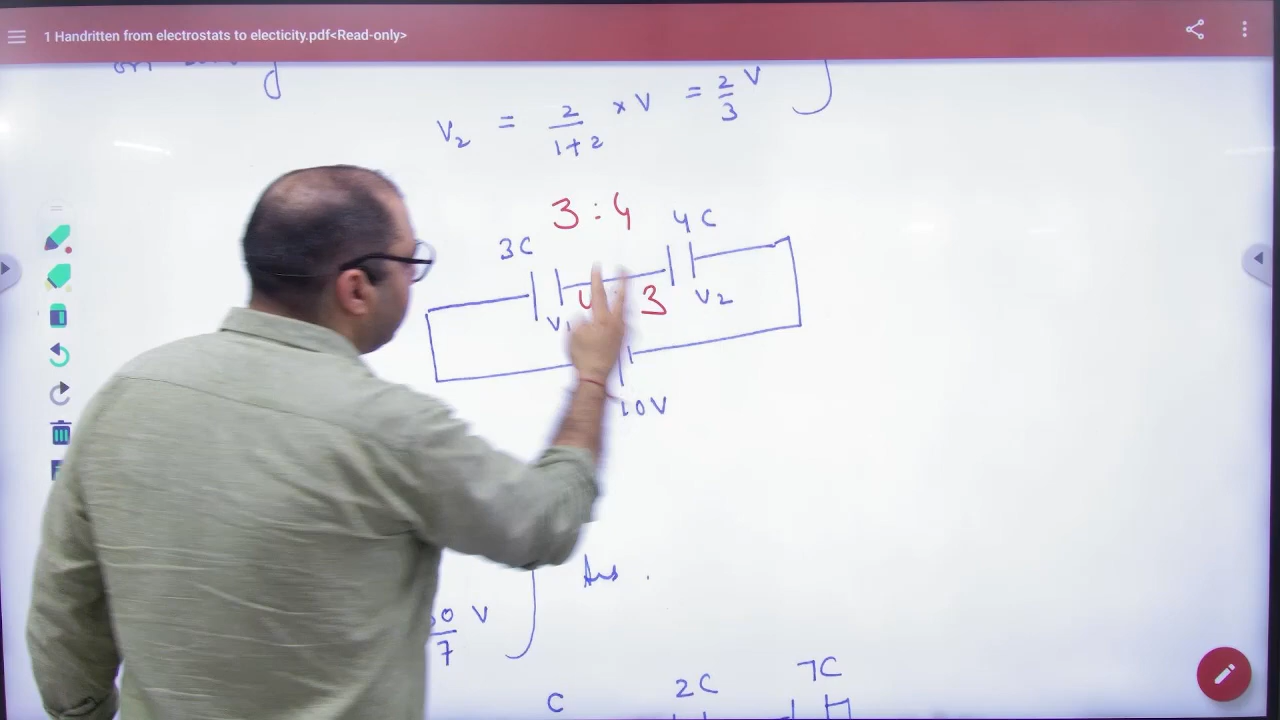 1 Handritten from electrostats to electicity.pdf<Read-only>
V₂ = 2/(1+2) × V = 2/3 V
3 : 4
3C 4C
3
V₁ V₂
10V
Ans.
V
7
C 2C 7C